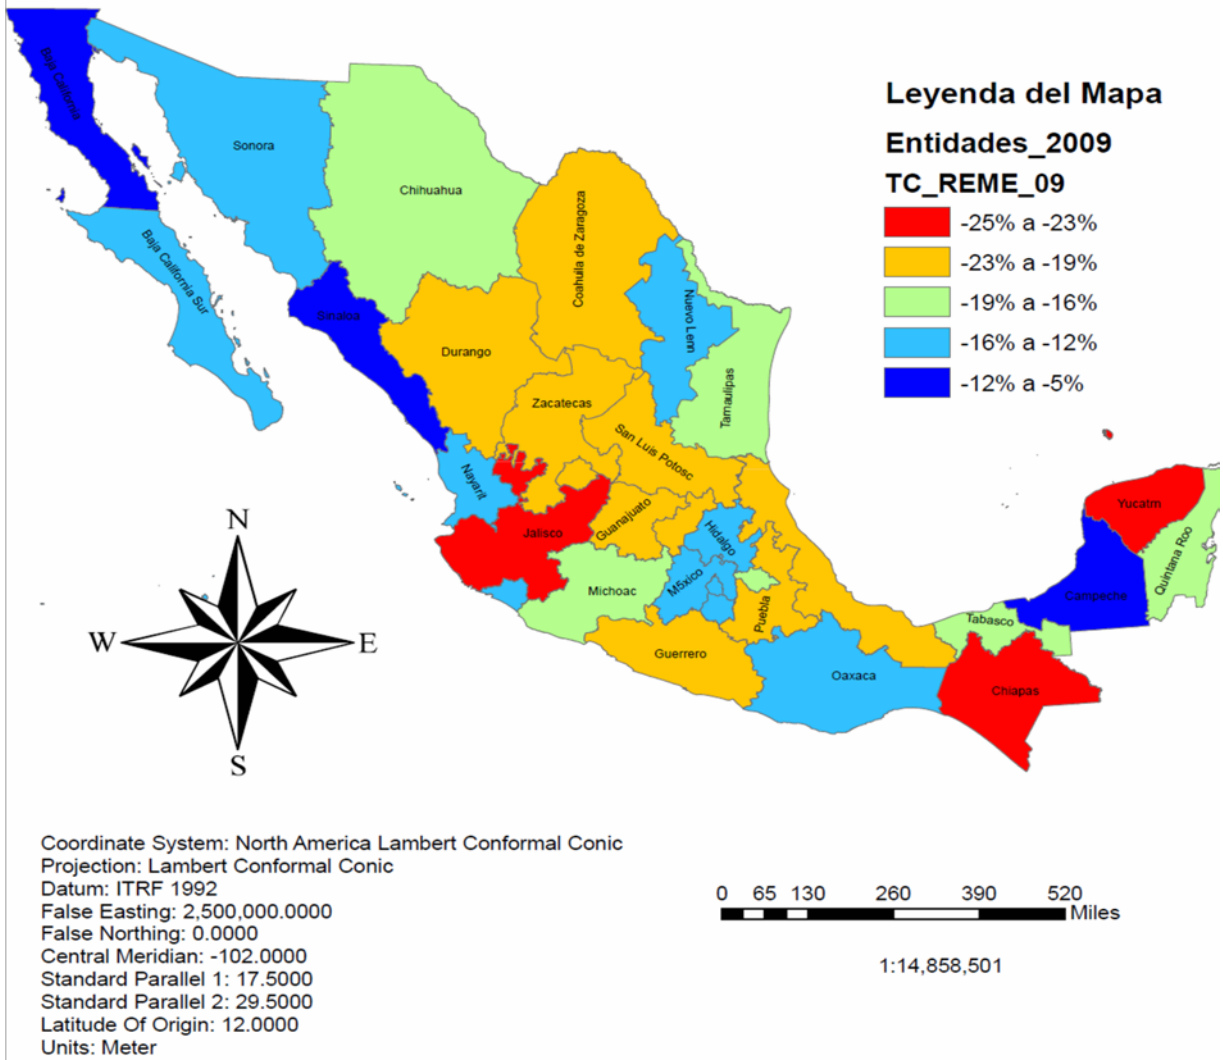 Leyenda del Mapa
Entidades_2009
TC_REME_09
-25% a -23%
-23% a -19%
-19% a -16%
-16% a -12%
-12% a -5%
Baja California
Sonora
Chihuahua
Coahuila de Zaragoza
Baja California Sur
Sinaloa
Nuevo Lenn
Durango
Tamaulipas
Zacatecas
San Luis Potosc
Nayarit
Yucatm
Jalisco
Guanajuato
Hidalgo
Quintana Roo
M5xico
Michoac
Campeche
Puebla
Tabasco
Guerrero
Oaxaca
Chiapas
N
W
E
S
Coordinate System: North America Lambert Conformal Conic
Projection: Lambert Conformal Conic
Datum: ITRF 1992
False Easting: 2,500,000.0000
False Northing: 0.0000
Central Meridian: -102.0000
Standard Parallel 1: 17.5000
Standard Parallel 2: 29.5000
Latitude Of Origin: 12.0000
Units: Meter
0 65 130 260 390 520
Miles
1:14,858,501